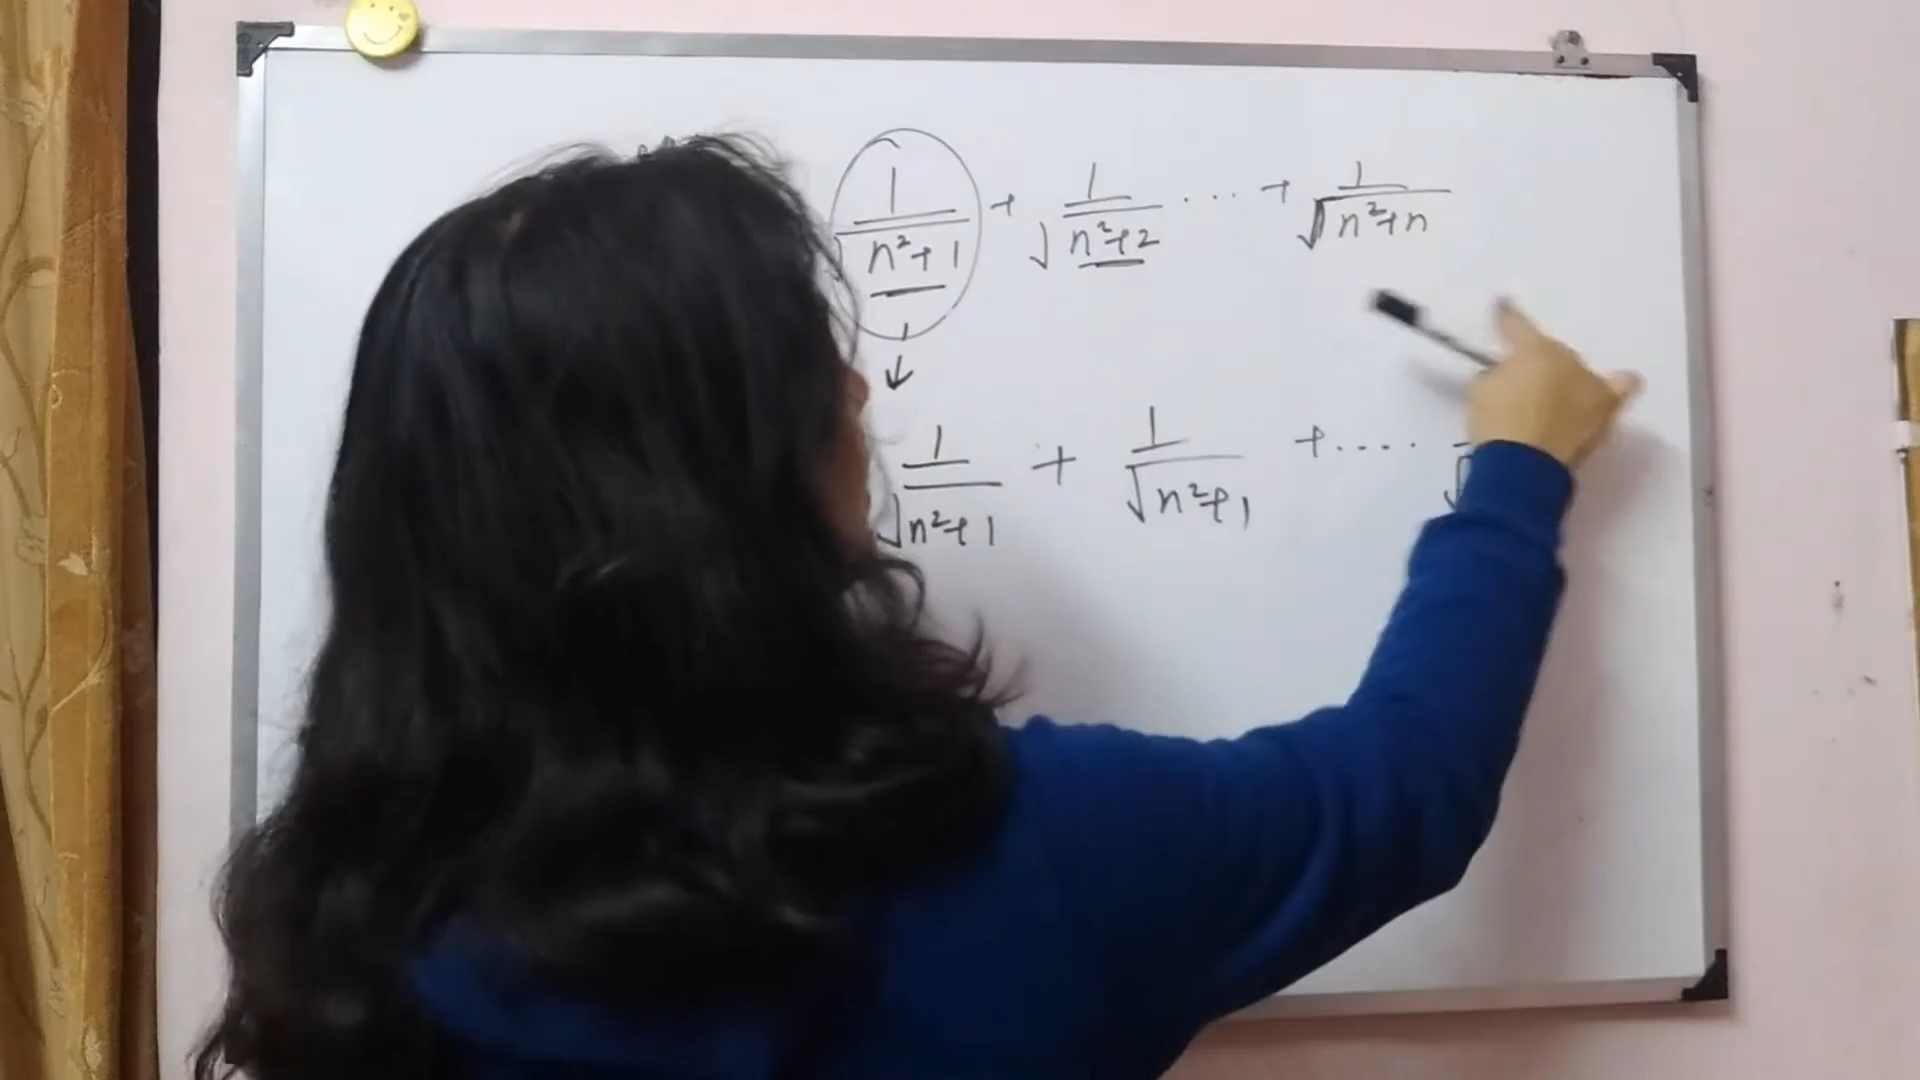 1/√n²+1 + 1/√n²+2 ... + 1/√n²+n
↓
1/√n²+1 + 1/√n²+1 +.....